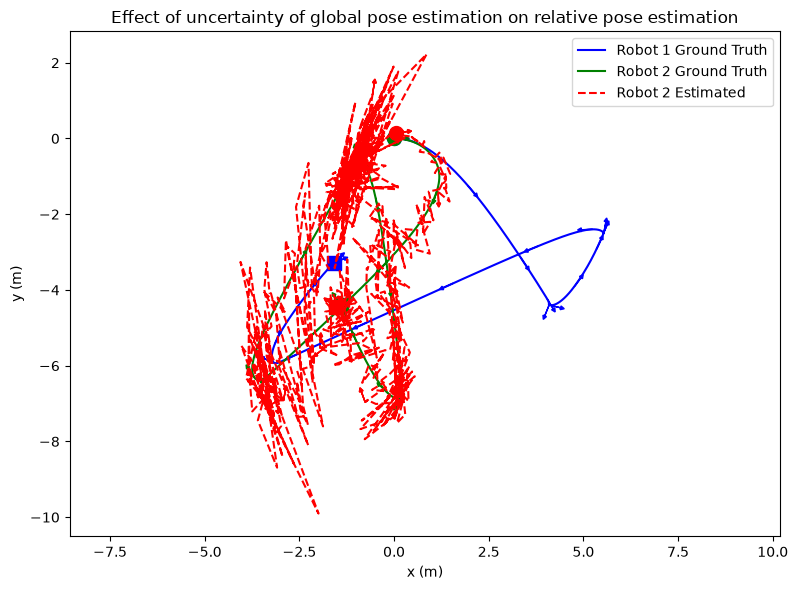 Effect of uncertainty of global pose estimation on relative pose estimation
Robot 1 Ground Truth
Robot 2 Ground Truth
Robot 2 Estimated
y (m)
2
0
−2
−4
−6
−8
−10
−7.5 −5.0 −2.5 0.0 2.5 5.0 7.5 10.0
x (m)